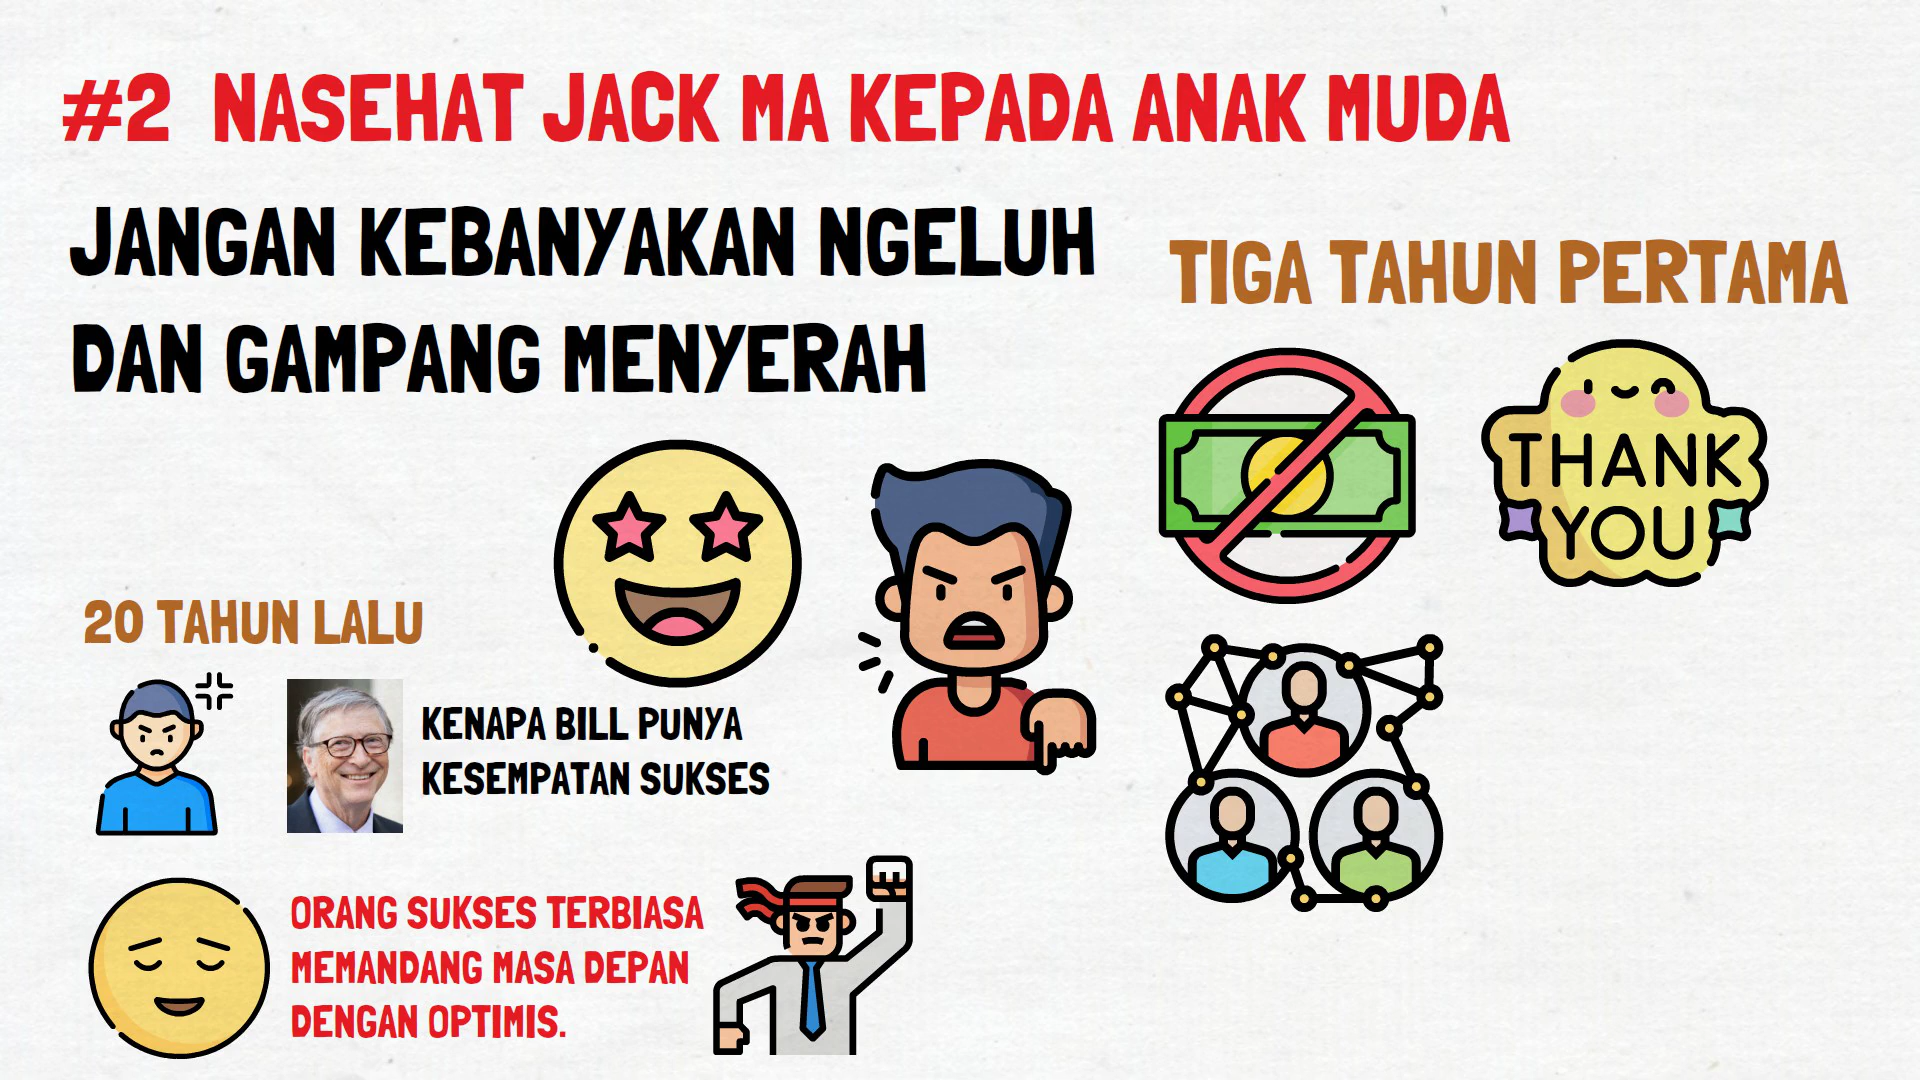 #2 NASEHAT JACK MA KEPADA ANAK MUDA
JANGAN KEBANYAKAN NGELUH
DAN GAMPANG MENYERAH
20 TAHUN LALU
KENAPA BILL PUNYA
KESEMPATAN SUKSES
ORANG SUKSES TERBIASA
MEMANDANG MASA DEPAN
DENGAN OPTIMIS.
TIGA TAHUN PERTAMA
THANK
YOU